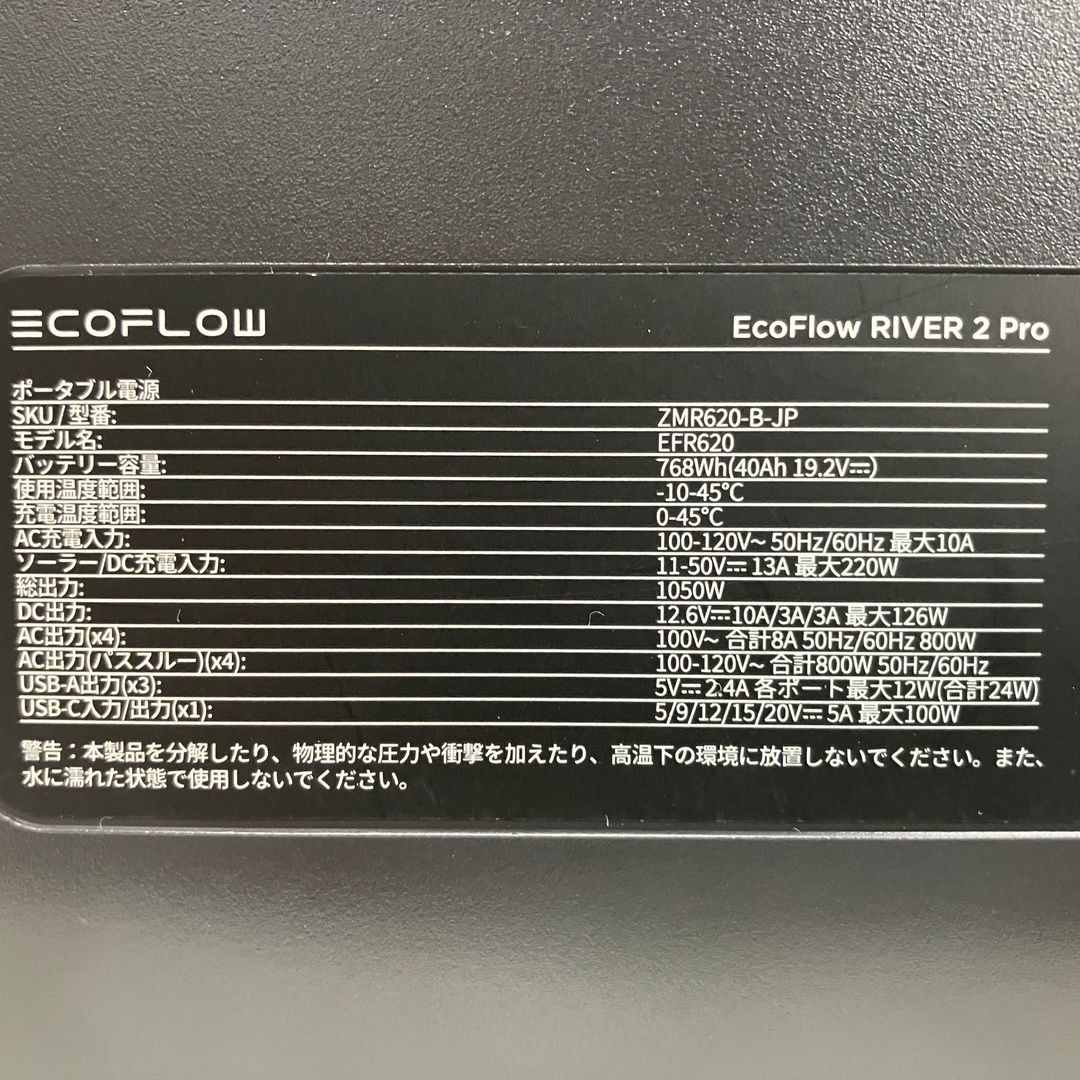 ECOFLOW
EcoFlow RIVER 2 Pro
ポータブル電源
SKU / 型番: ZMR620-B-JP
モデル名: EFR620
バッテリー容量: 768Wh(40Ah 19.2V⎓)
使用温度範囲: -10-45°C
充電温度範囲: 0-45°C
AC充電入力: 100-120V~ 50Hz/60Hz 最大10A
ソーラー/DC充電入力: 11-50V⎓ 13A 最大220W
総出力: 1050W
DC出力: 12.6V⎓10A/3A/3A 最大126W
AC出力(x4): 100V~ 合計8A 50Hz/60Hz 800W
AC出力(パススルー)(x4): 100-120V~ 合計800W 50Hz/60Hz
USB-A出力(x3): 5V⎓ 2.4A 各ポート最大12W(合計24W)
USB-C入力/出力(x1): 5/9/12/15/20V⎓ 5A 最大100W
警告：本製品を分解したり、物理的な圧力や衝撃を加えたり、高温下の環境に放置しないでください。また、
水に濡れた状態で使用しないでください。